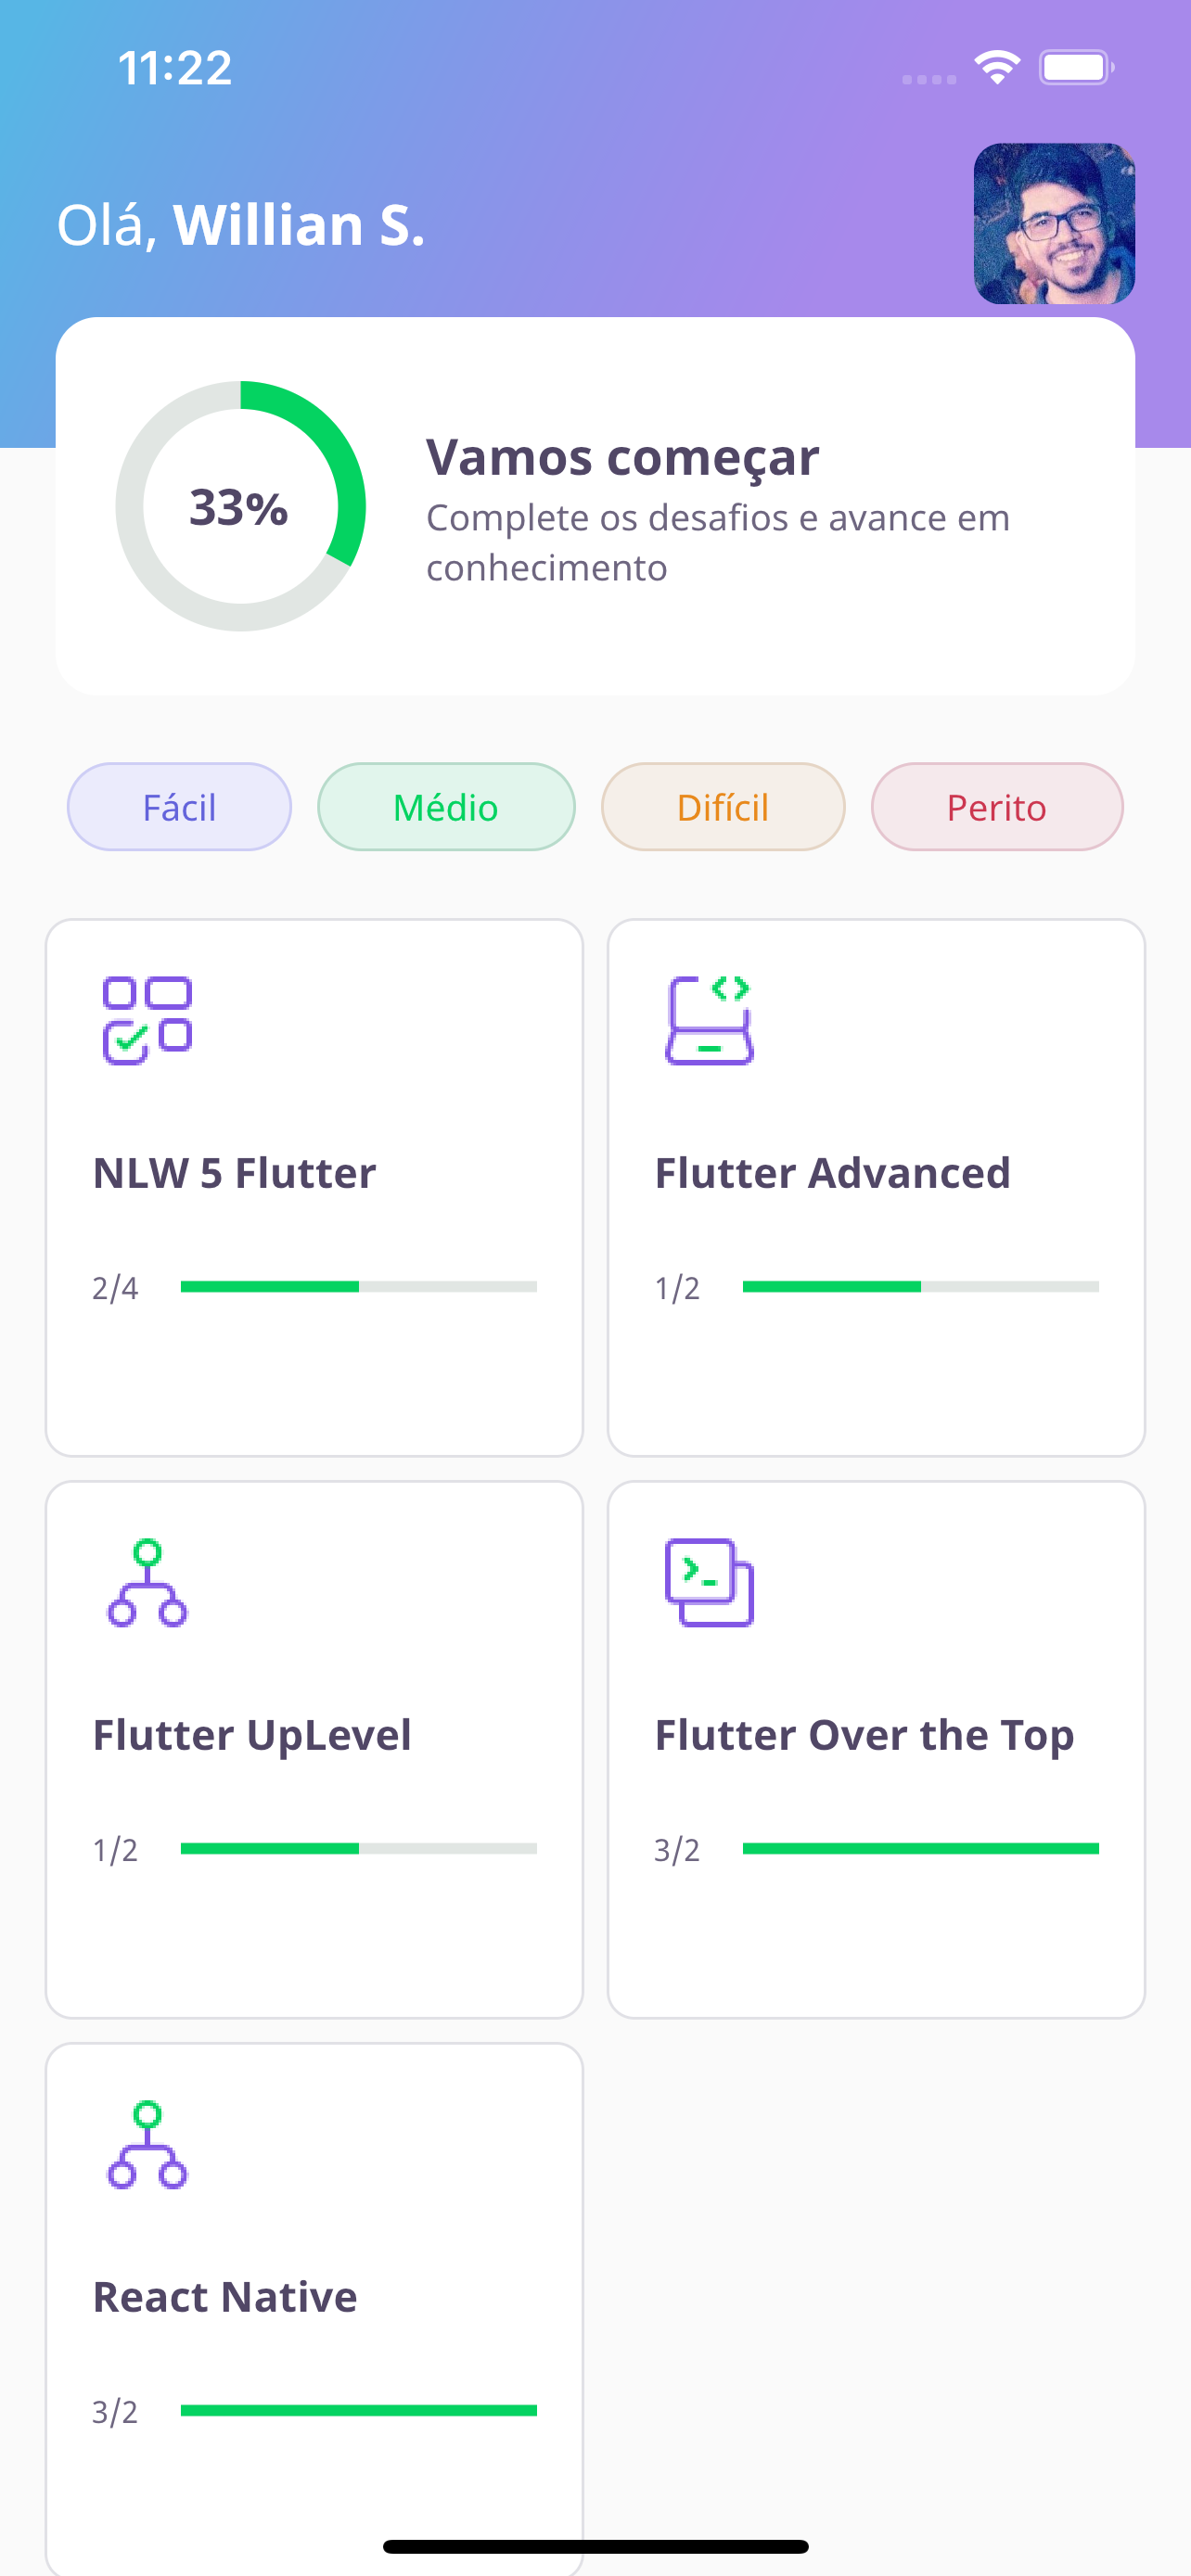 11:22
Olá, Willian S.
33%
Vamos começar
Complete os desafios e avance em
conhecimento
Fácil
Médio
Difícil
Perito
NLW 5 Flutter
2/4
Flutter Advanced
1/2
Flutter UpLevel
1/2
Flutter Over the Top
3/2
React Native
3/2